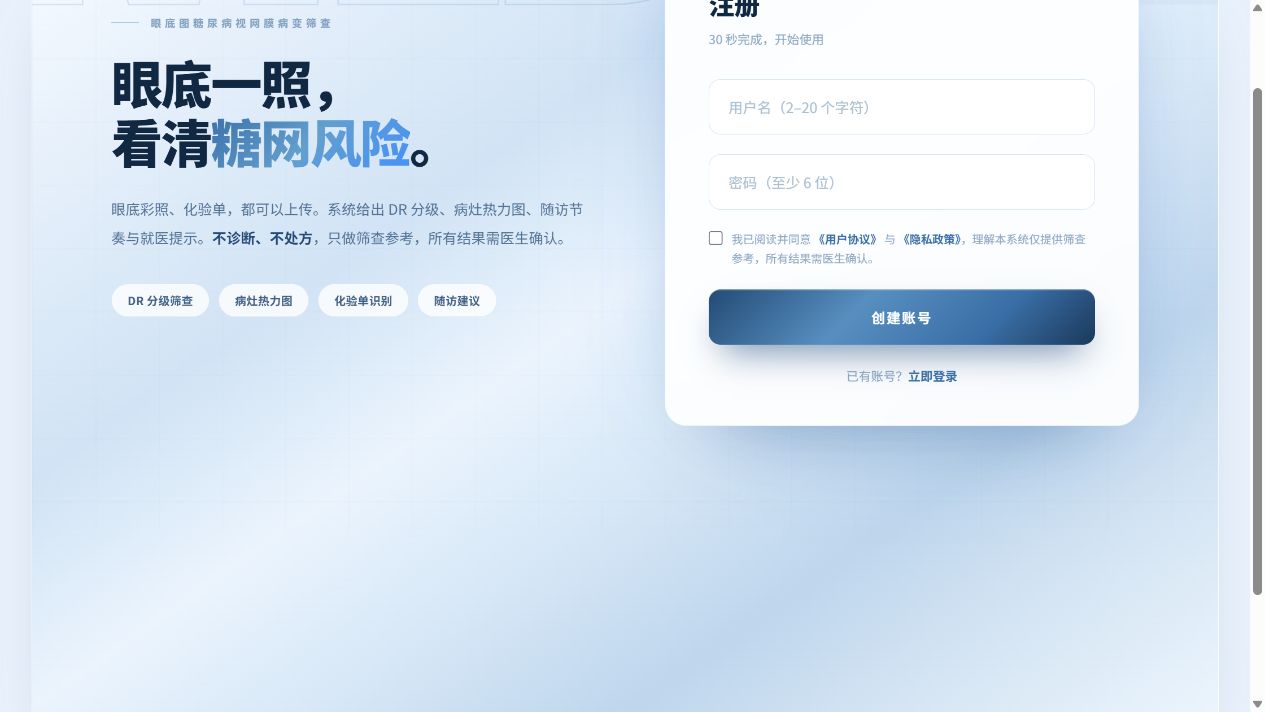 眼底图糖尿病视网膜病变筛查
眼底一照，
看清糖网风险。
眼底彩照、化验单，都可以上传。系统给出 DR 分级、病灶热力图、随访节
奏与就医提示。不诊断、不处方，只做筛查参考，所有结果需医生确认。
DR 分级筛查
病灶热力图
化验单识别
随访建议
注册
30 秒完成，开始使用
用户名（2–20 个字符）
密码（至少 6 位）
我已阅读并同意 《用户协议》 与 《隐私政策》，理解本系统仅提供筛查
参考，所有结果需医生确认。
创建账号
已有账号？立即登录